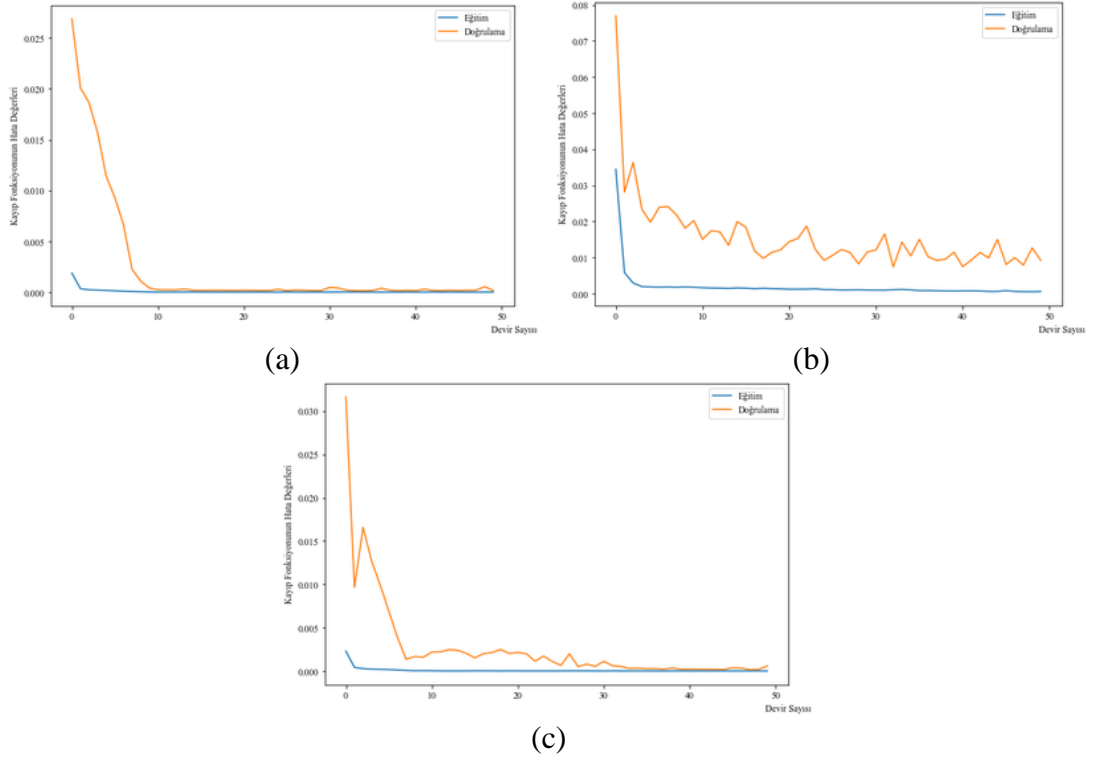 Kayıp Fonksiyonunun Hata Değerleri
0.025
0.020
0.015
0.010
0.005
0.000
Eğitim
Doğrulama
0 10 20 30 40 50
Devir Sayısı
(a)
Kayıp Fonksiyonunun Hata Değerleri
0.08
0.07
0.06
0.05
0.04
0.03
0.02
0.01
0.00
Eğitim
Doğrulama
0 10 20 30 40 50
Devir Sayısı
(b)
Kayıp Fonksiyonunun Hata Değerleri
0.030
0.025
0.020
0.015
0.010
0.005
0.000
Eğitim
Doğrulama
0 10 20 30 40 50
Devir Sayısı
(c)